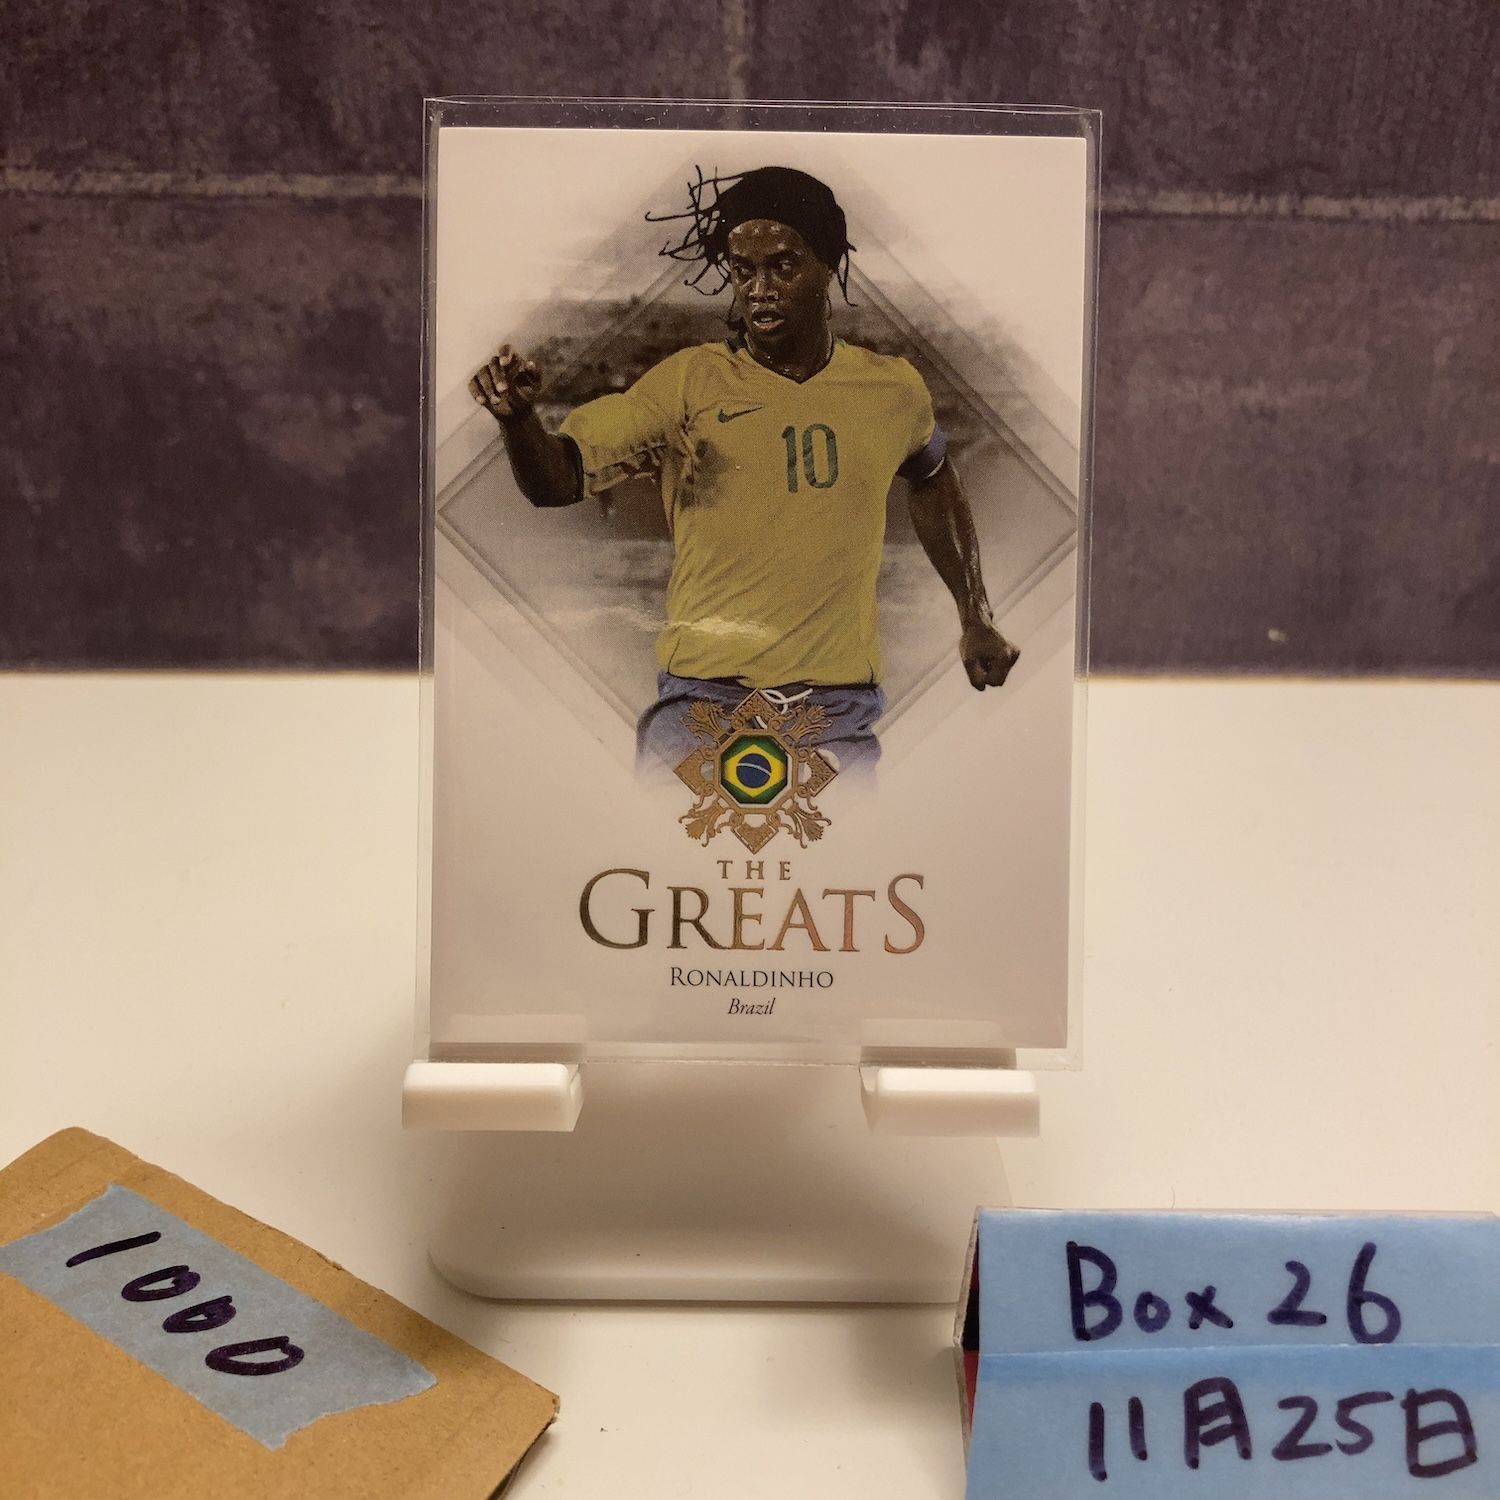 10
THE
GREATS
RONALDINHO
Brazil
1000
Box 26
11月25日